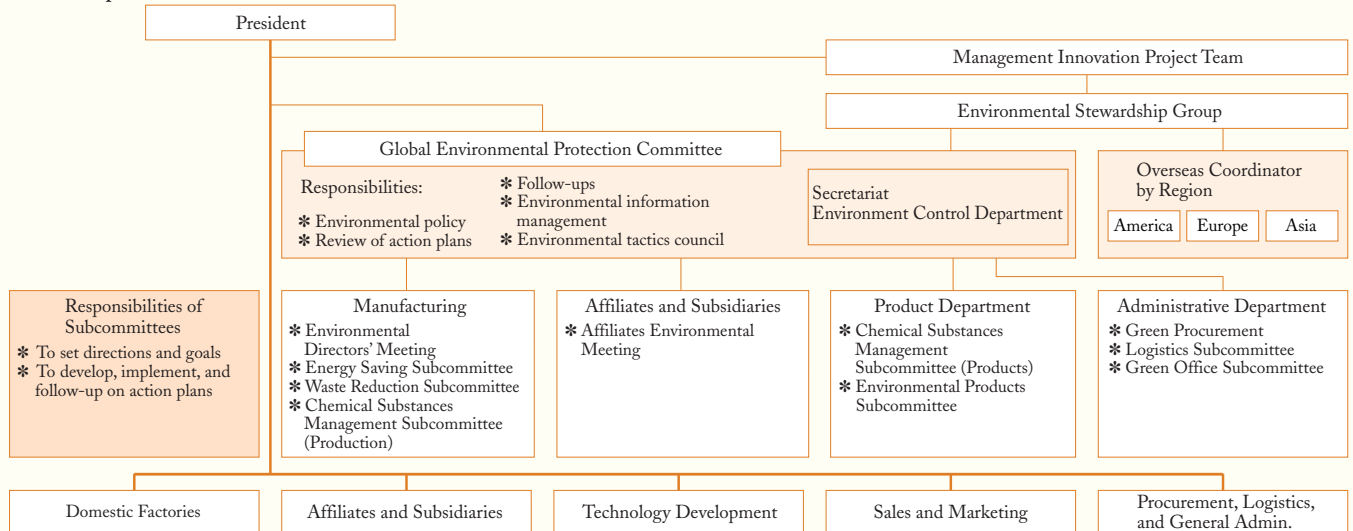 President
Management Innovation Project Team
Environmental Stewardship Group
Global Environmental Protection Committee
Responsibilities:
✻ Environmental policy
✻ Review of action plans
✻ Follow-ups
✻ Environmental information
management
✻ Environmental tactics council
Secretariat
Environment Control Department
Overseas Coordinator
by Region
America
Europe
Asia
Responsibilities of
Subcommittees
✻ To set directions and goals
✻ To develop, implement, and
follow-up on action plans
Manufacturing
✻ Environmental
Directors’ Meeting
✻ Energy Saving Subcommittee
✻ Waste Reduction Subcommittee
✻ Chemical Substances
Management Subcommittee
(Production)
Affiliates and Subsidiaries
✻ Affiliates Environmental
Meeting
Product Department
✻ Chemical Substances
Management
Subcommittee (Products)
✻ Environmental Products
Subcommittee
Administrative Department
✻ Green Procurement
✻ Logistics Subcommittee
✻ Green Office Subcommittee
Domestic Factories
Affiliates and Subsidiaries
Technology Development
Sales and Marketing
Procurement, Logistics,
and General Admin.